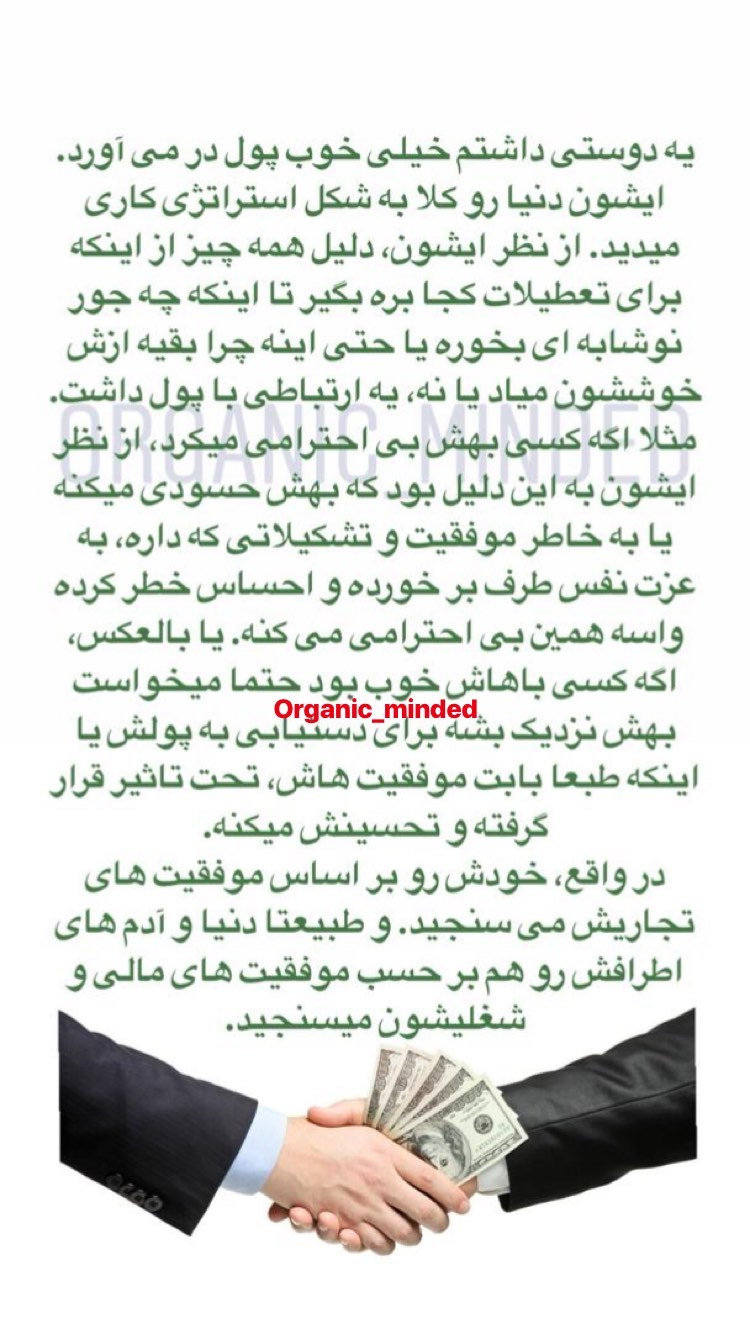 یه دوستی داشتم خیلی خوب پول در می آورد.
ایشون دنیا رو کلا به شکل استراتژی کاری
میدید. از نظر ایشون، دلیل همه چیز از اینکه
برای تعطیلات کجا بره بگیر تا اینکه چه جور
نوشابه ای بخوره یا حتی اینه چرا بقیه ازش
خوششون میاد یا نه، یه ارتباطی با پول داشت.
ORGANIC_MINDED
مثلا اگه کسی بهش بی احترامی میکرد، از نظر
ایشون به این دلیل بود که بهش حسودی میکنه
یا به خاطر موفقیت و تشکیلاتی که داره، به
عزت نفس طرف بر خورده و احساس خطر کرده
واسه همین بی احترامی می کنه. یا بالعکس،
اگه کسی باهاش خوب بود حتما میخواست
Organic_minded
بهش نزدیک بشه برای دستیابی به پولش یا
اینکه طبعا بابت موفقیت هاش، تحت تاثیر قرار
گرفته و تحسینش میکنه.
در واقع، خودش رو بر اساس موفقیت های
تجاریش می سنجید. و طبیعتا دنیا و آدم های
اطرافش رو هم بر حسب موفقیت های مالی و
شغلیشون میسنجید.